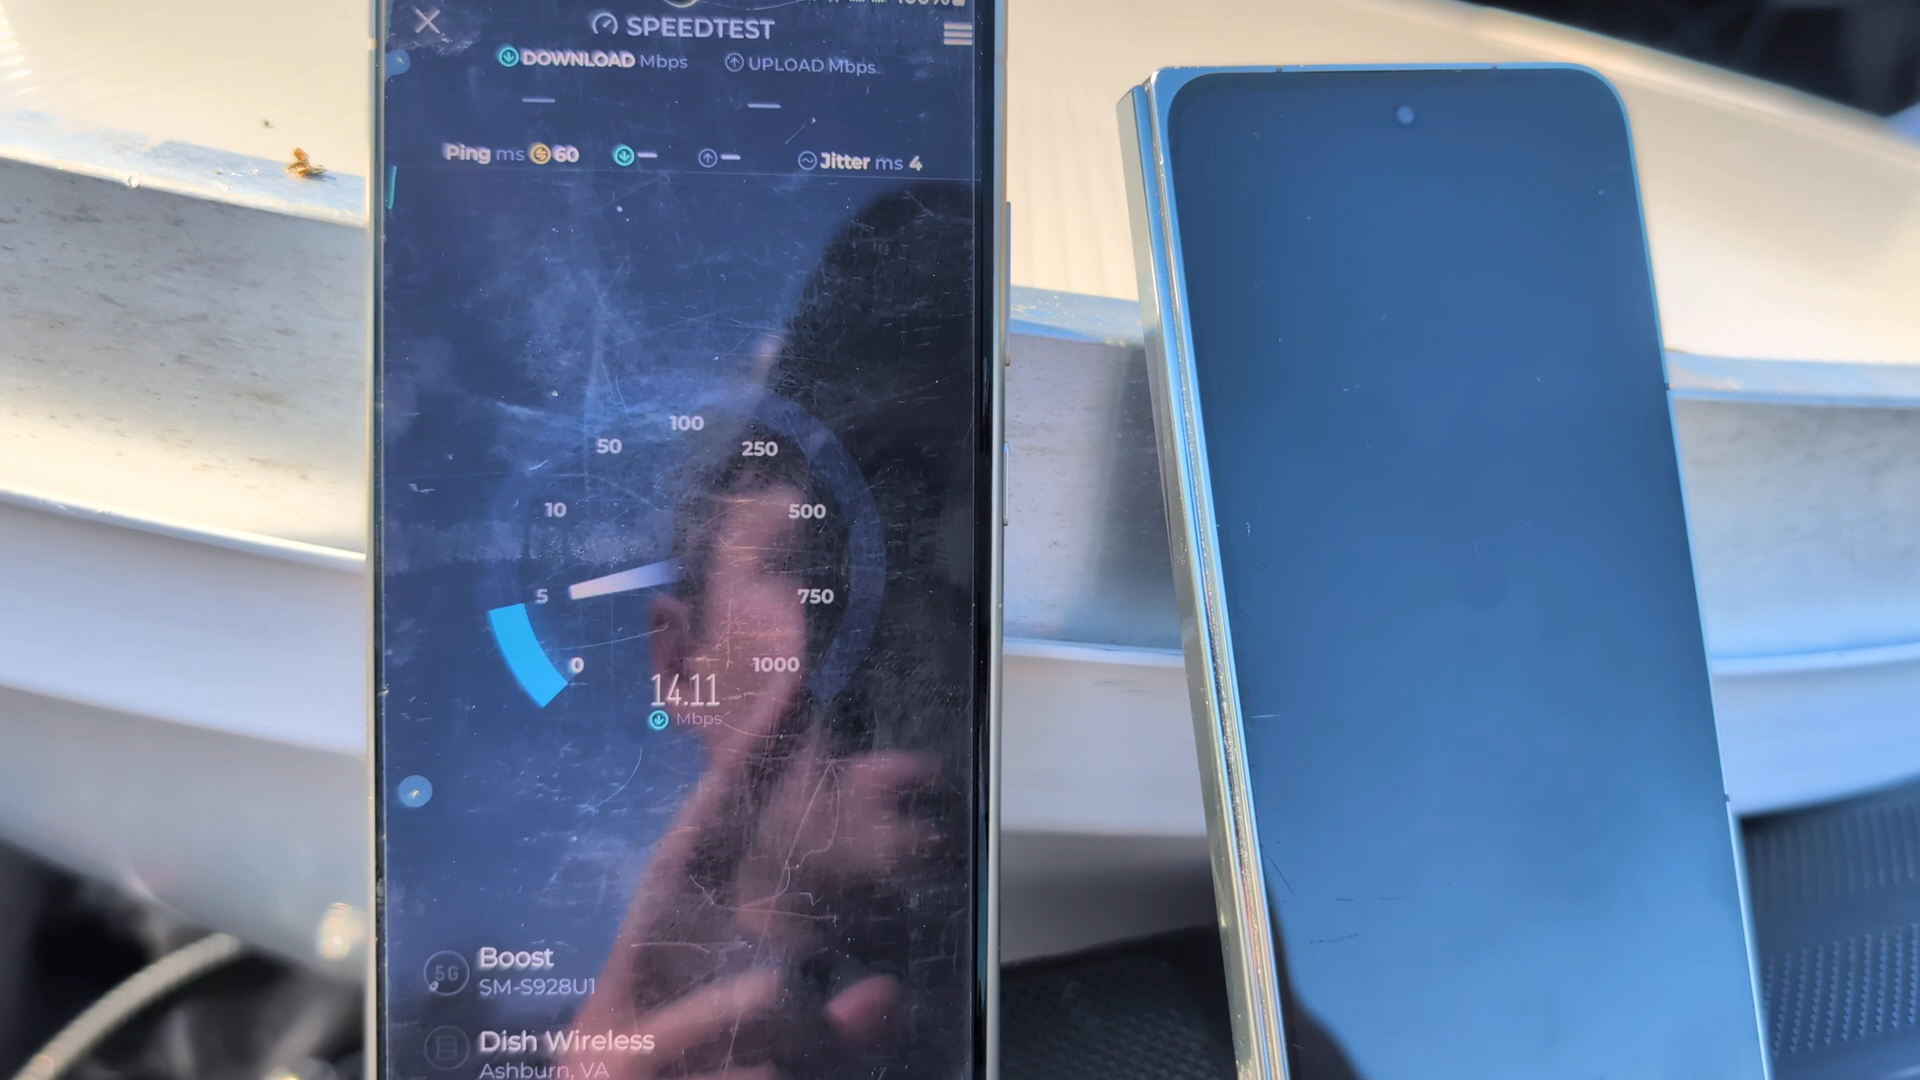 SPEEDTEST
DOWNLOAD Mbps UPLOAD Mbps
— —
Ping ms 60 — — Jitter ms 4
100
50 250
10 500
5 750
0 1000
14.11
Mbps
5G Boost
SM-S928U1
Dish Wireless
Ashburn, VA